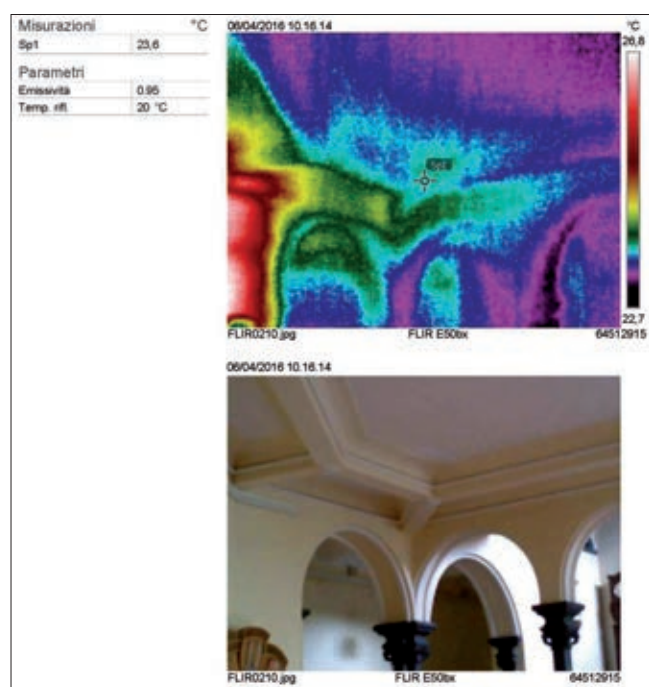 Misurazioni °C
Sp1 23,6
Parametri
Emissività 0.95
Temp. rifl. 20 °C
06/04/2016 10.16.14
°C
26,8
Sp1
22,7
FLIR0210.jpg FLIR E50bx 64512915
06/04/2016 10.16.14
FLIR0210.jpg FLIR E50bx 64512915